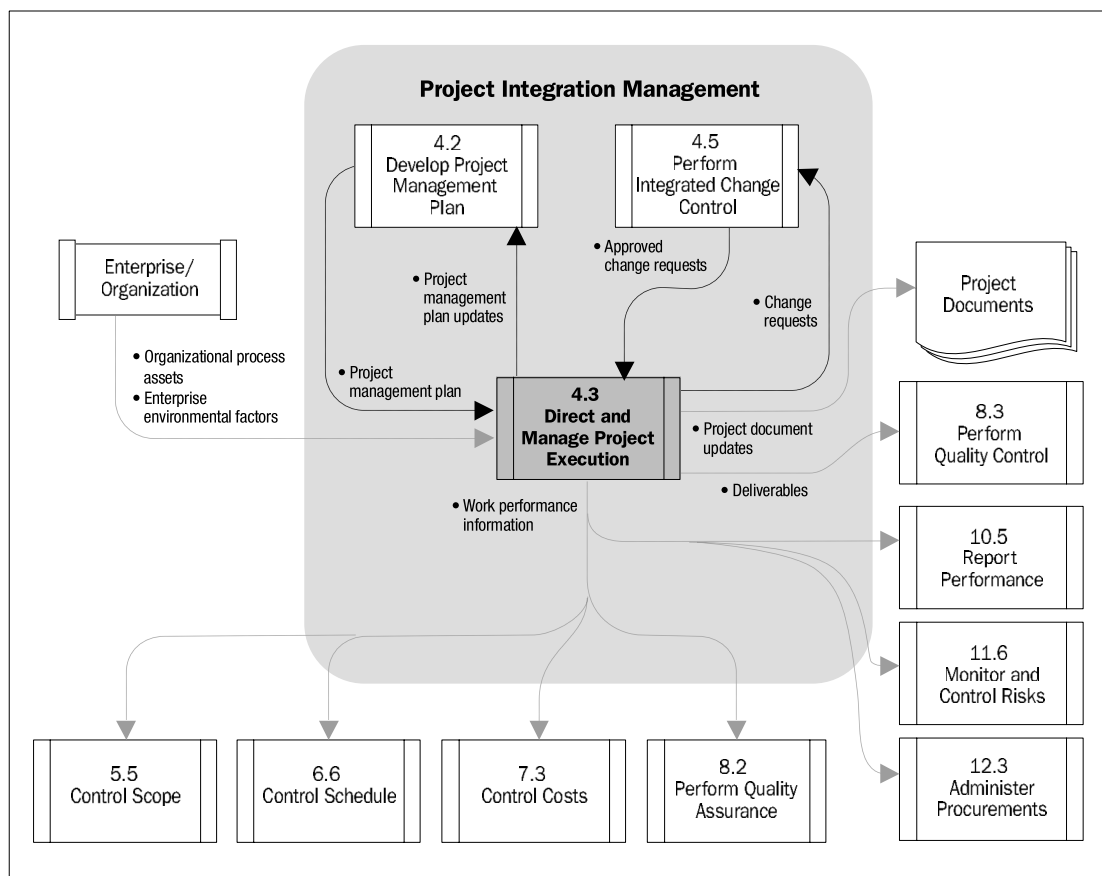 Project Integration Management
4.2
Develop Project
Management
Plan
4.5
Perform
Integrated Change
Control
Enterprise/
Organization
• Approved
change requests
• Project
management
plan updates
• Change
requests
Project
Documents
• Organizational process
assets
• Enterprise
environmental factors
• Project
management plan
4.3
Direct and
Manage Project
Execution
• Project document
updates
8.3
Perform
Quality Control
• Deliverables
• Work performance
information
10.5
Report
Performance
11.6
Monitor and
Control Risks
5.5
Control Scope
6.6
Control Schedule
7.3
Control Costs
8.2
Perform Quality
Assurance
12.3
Administer
Procurements